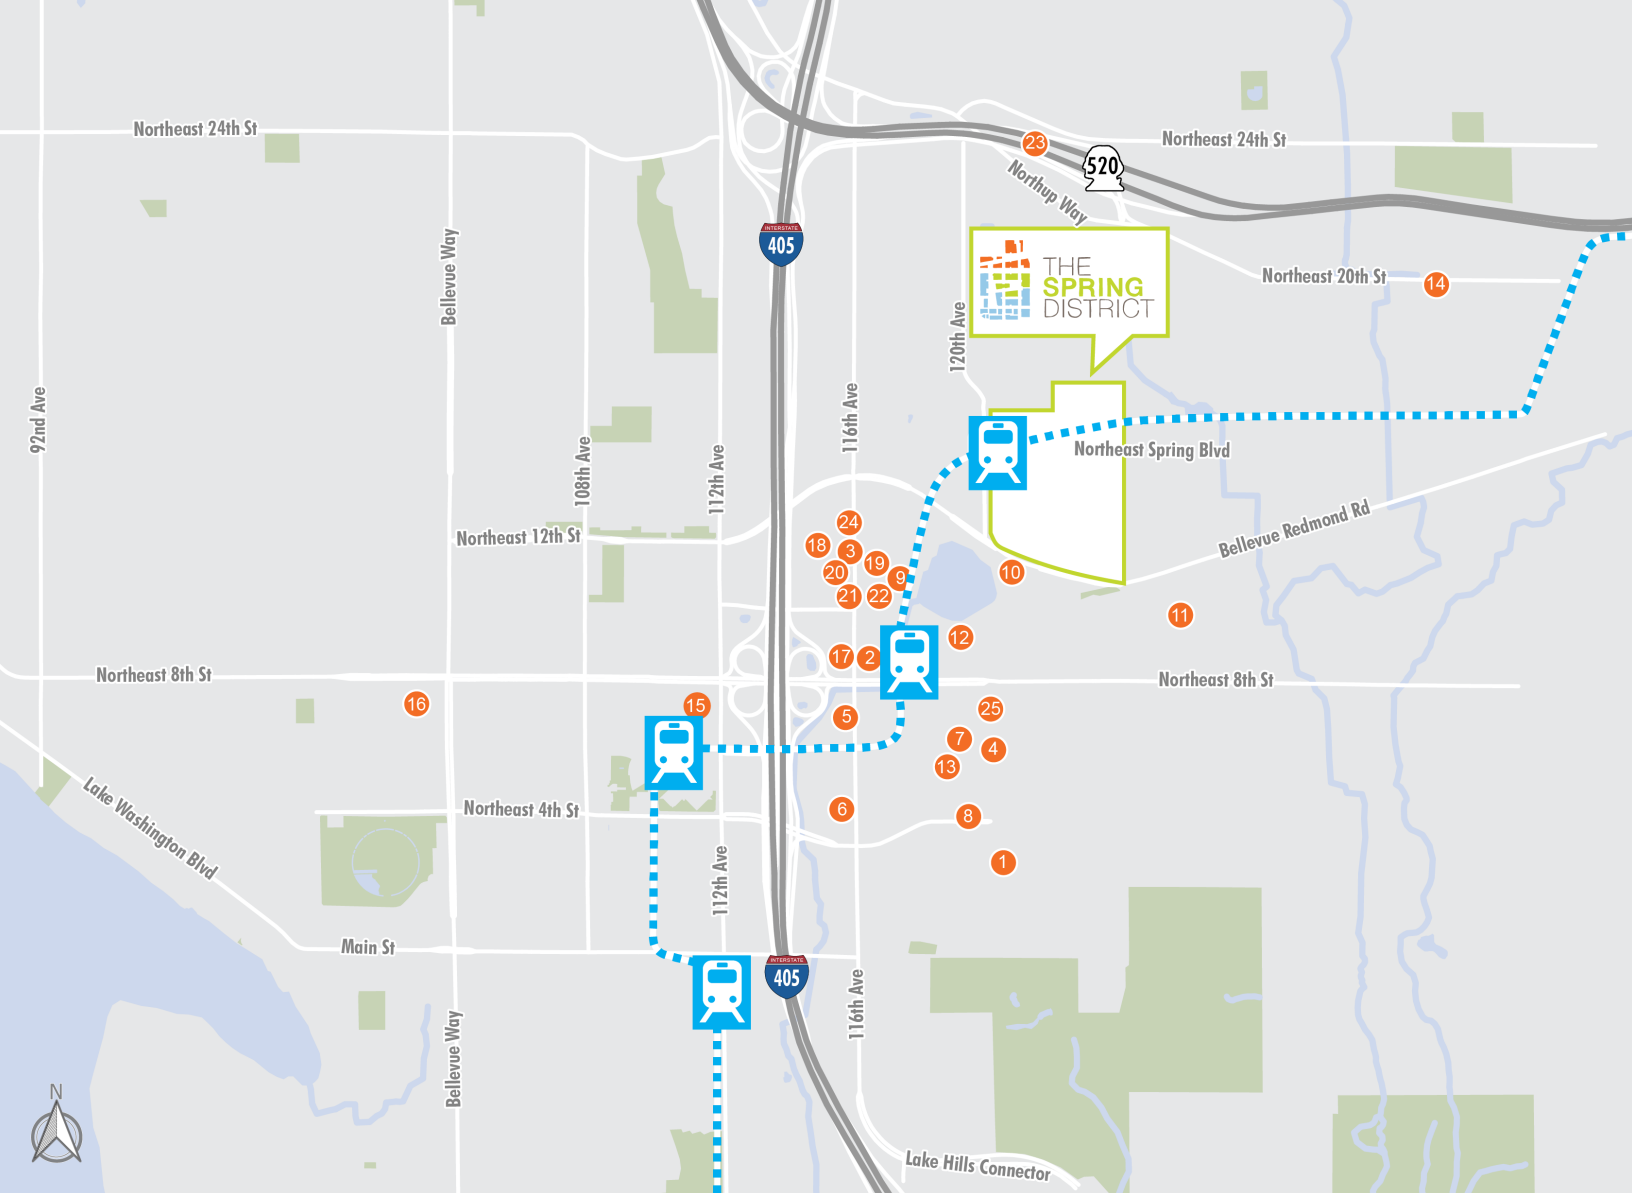 Northeast 24th St
Northeast 24th St
23
520
Northup Way
INTERSTATE
405
Bellevue Way
THE
SPRING
DISTRICT
Northeast 20th St
14
120th Ave
92nd Ave
108th Ave
112th Ave
116th Ave
Northeast Spring Blvd
Bellevue Redmond Rd
Northeast 12th St
24
18
3
19
20
9
21
22
10
11
12
17
2
Northeast 8th St
Northeast 8th St
16
15
5
25
7
4
13
Lake Washington Blvd
Northeast 4th St
6
8
1
112th Ave
Main St
INTERSTATE
405
116th Ave
Bellevue Way
N
Lake Hills Connector